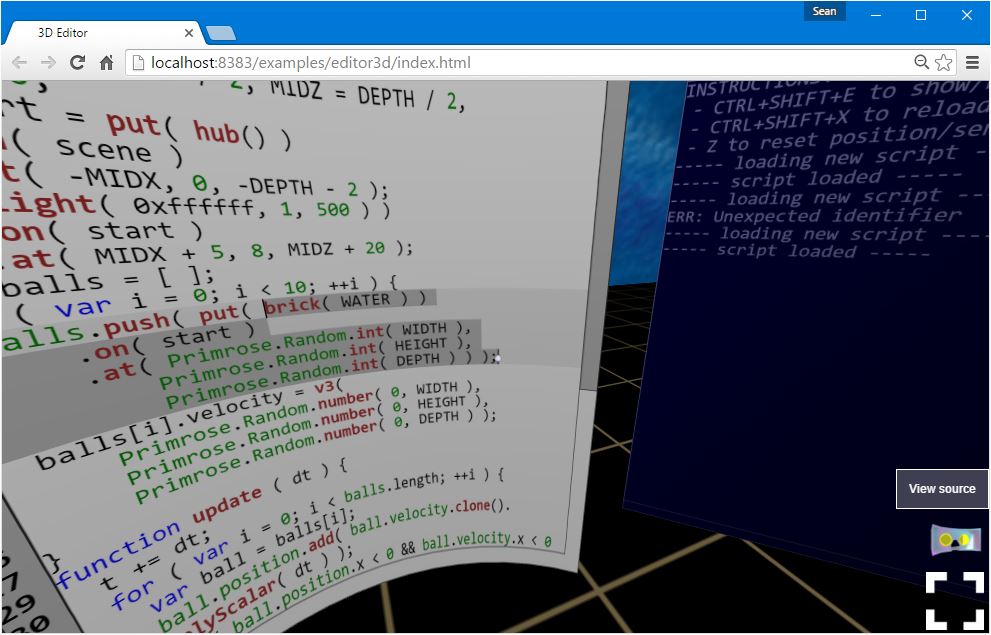 Sean
3D Editor
localhost:8383/examples/editor3d/index.html
2, MIDZ = DEPTH / 2,
= put( hub() )
( scene )
( -MIDX, 0, -DEPTH - 2 );
ight( 0xffffff, 1, 500 ) )
on( start )
.at( MIDX + 5, 8, MIDZ + 20 );
balls = [ ];
( var i = 0; i < 10; ++i ) {
alls.push( put( brick( WATER ) )
.on( start )
.at( Primrose.Random.int( WIDTH ),
Primrose.Random.int( HEIGHT ),
Primrose.Random.int( DEPTH ) ) );
balls[i].velocity = v3(
Primrose.Random.number( 0, WIDTH ),
Primrose.Random.number( 0, HEIGHT ),
Primrose.Random.number( 0, DEPTH ) );
}
function update ( dt ) {
t += dt;
for ( var i = 0; i < balls.length; ++i ) {
var ball = balls[i];
29 ball.position.add( ball.velocity.clone().
lyScalar( dt ) );
ball.position.x < 0 && ball.velocity.x < 0
INSTRUCTIONS
- CTRL+SHIFT+E to show/
- CTRL+SHIFT+X to reload
- Z to reset position/sen
----- loading new script -
----- script loaded -----
----- loading new script --
ERR: Unexpected identifier
----- loading new script ----
----- script loaded -----
View source